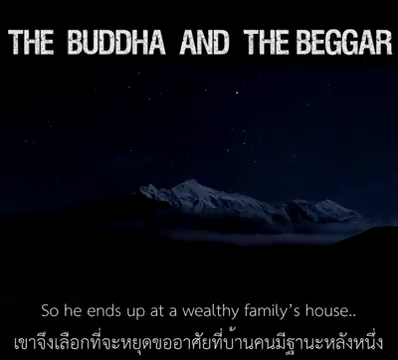 THE BUDDHA AND THE BEGGAR
So he ends up at a wealthy family's house..
เขาจึงเลือกที่จะหยุดขออาศัยที่บ้านคนมีฐานะหลังหนึ่ง